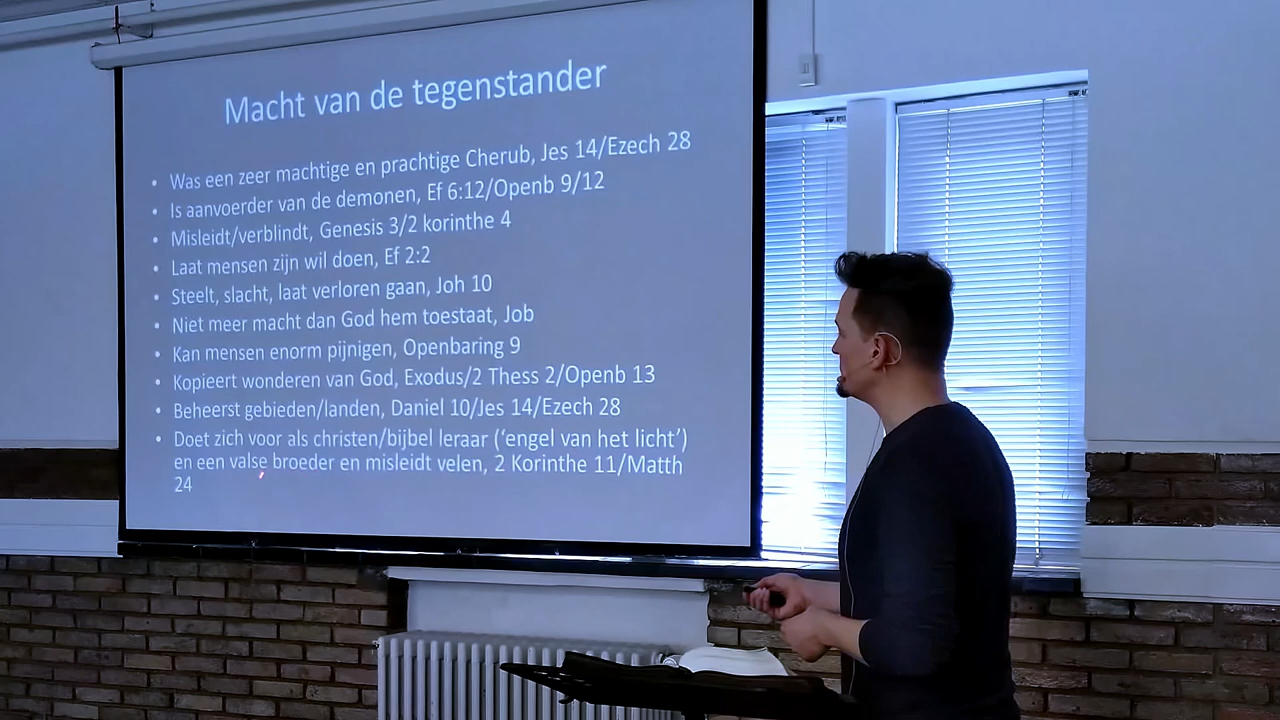 Macht van de tegenstander
• Was een zeer machtige en prachtige Cherub, Jes 14/Ezech 28
• Is aanvoerder van de demonen, Ef 6:12/Openb 9/12
• Misleidt/verblindt, Genesis 3/2 korinthe 4
• Laat mensen zijn wil doen, Ef 2:2
• Steelt, slacht, laat verloren gaan, Joh 10
• Niet meer macht dan God hem toestaat, Job
• Kan mensen enorm pijnigen, Openbaring 9
• Kopieert wonderen van God, Exodus/2 Thess 2/Openb 13
• Beheerst gebieden/landen, Daniel 10/Jes 14/Ezech 28
• Doet zich voor als christen/bijbel leraar (‘engel van het licht’)
en een valse broeder en misleidt velen, 2 Korinthe 11/Matth
24